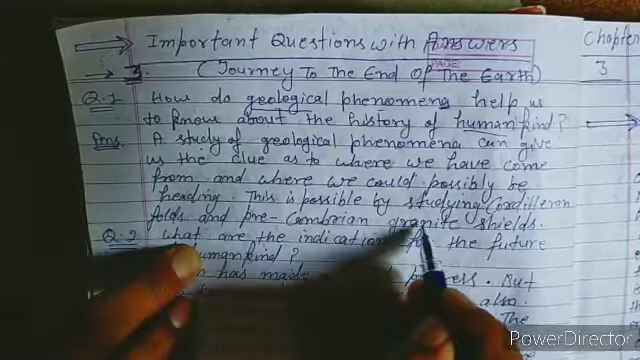 Important Questions with Answers
PAGE:
3. (Journey To The End Of The Earth)
Q.1 How do geological phenomena help us
to know about the history of humankind?
Ans. A study of geological phenomena can give
us the clue as to where we have come
from and where we could possibly be
heading. This is possible by studying Cordilleran
folds and pre-Cambrian granite shields.
Q.2 What are the indication for the future
humankind?
has made ress. But
also.
The
Chapter
3
PowerDirector